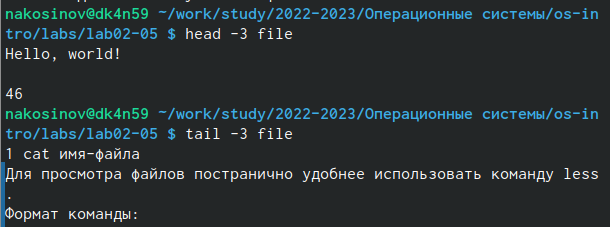 nakosinov@dk4n59 ~/work/study/2022-2023/Операционные системы/os-in
tro/labs/lab02-05 $ head -3 file
Hello, world!
46
nakosinov@dk4n59 ~/work/study/2022-2023/Операционные системы/os-in
tro/labs/lab02-05 $ tail -3 file
1 cat имя-файла
Для просмотра файлов постранично удобнее использовать команду less
.
Формат команды: